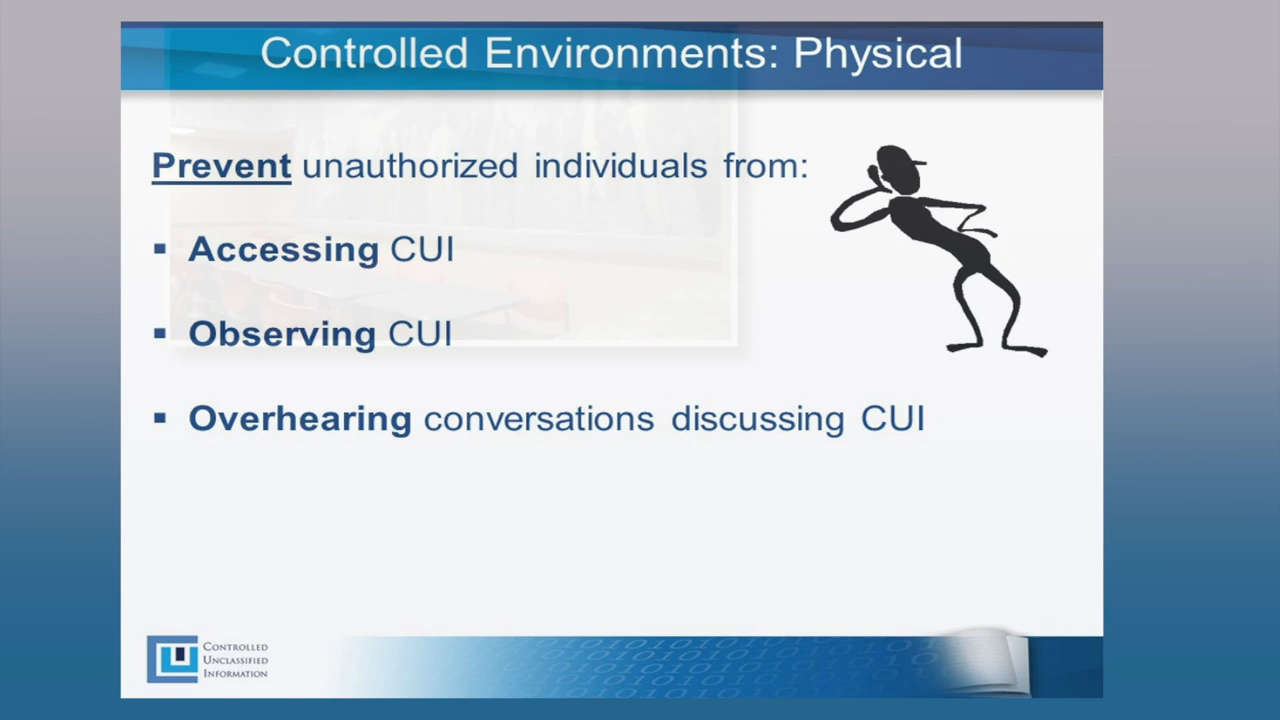 Controlled Environments: Physical
Prevent unauthorized individuals from:
▪ Accessing CUI
▪ Observing CUI
▪ Overhearing conversations discussing CUI
CONTROLLED
UNCLASSIFIED
INFORMATION